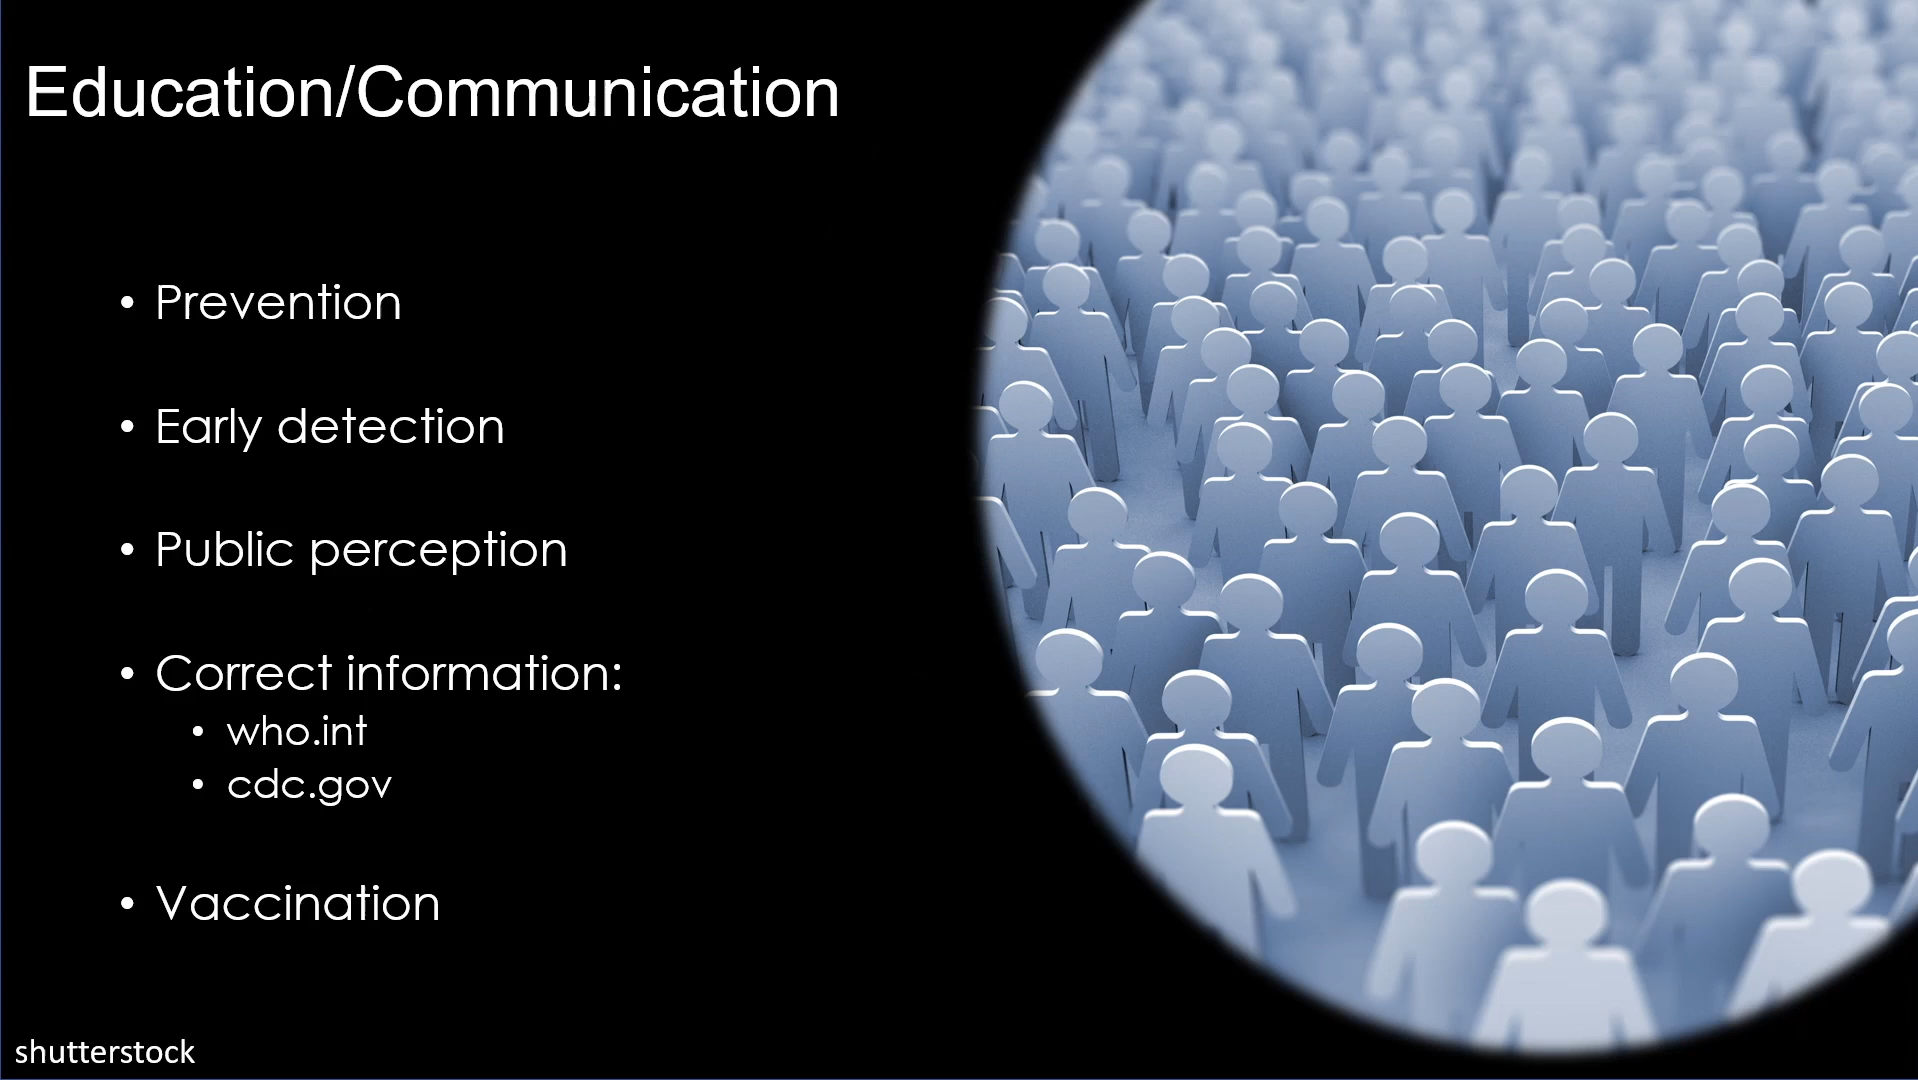 Education/Communication
• Prevention
• Early detection
• Public perception
• Correct information:
• who.int
• cdc.gov
• Vaccination
shutterstock